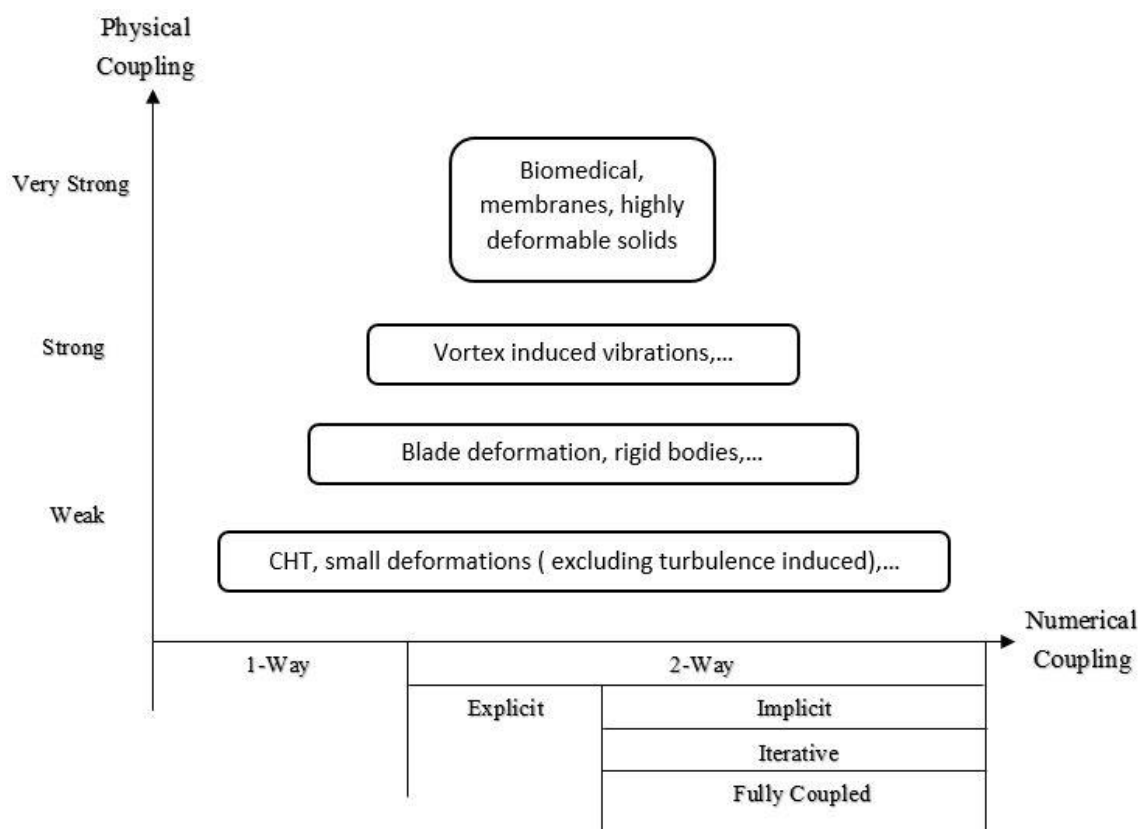 Physical
Coupling
Very Strong
Biomedical,
membranes, highly
deformable solids
Strong
Vortex induced vibrations,...
Blade deformation, rigid bodies,...
Weak
CHT, small deformations ( excluding turbulence induced),...
Numerical
Coupling
1-Way
2-Way
Explicit
Implicit
Iterative
Fully Coupled